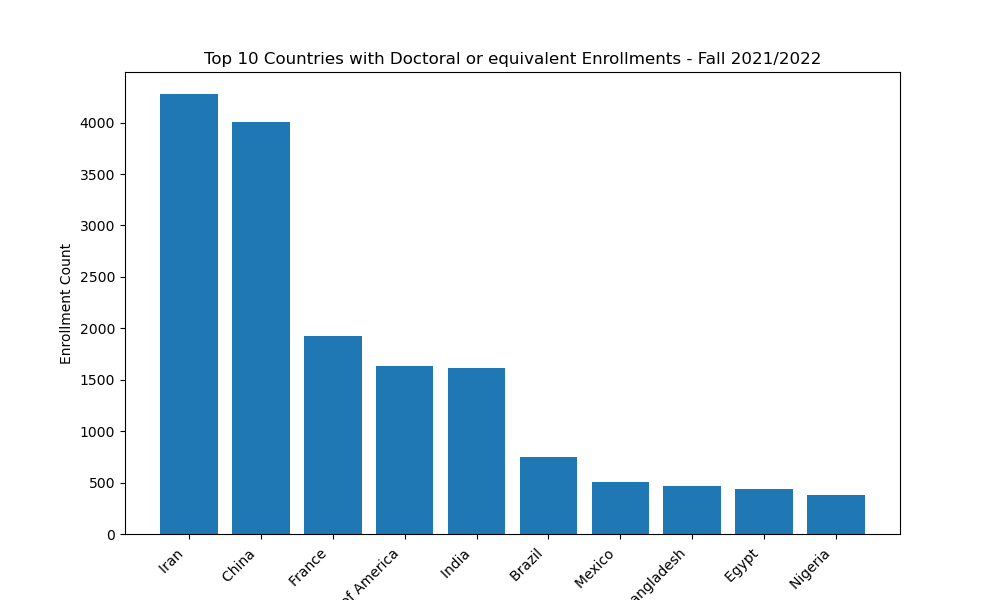 Top 10 Countries with Doctoral or equivalent Enrollments - Fall 2021/2022
Enrollment Count
4000
3500
3000
2500
2000
1500
1000
500
0
Iran
China
France
of America
India
Brazil
Mexico
angladesh
Egypt
Nigeria